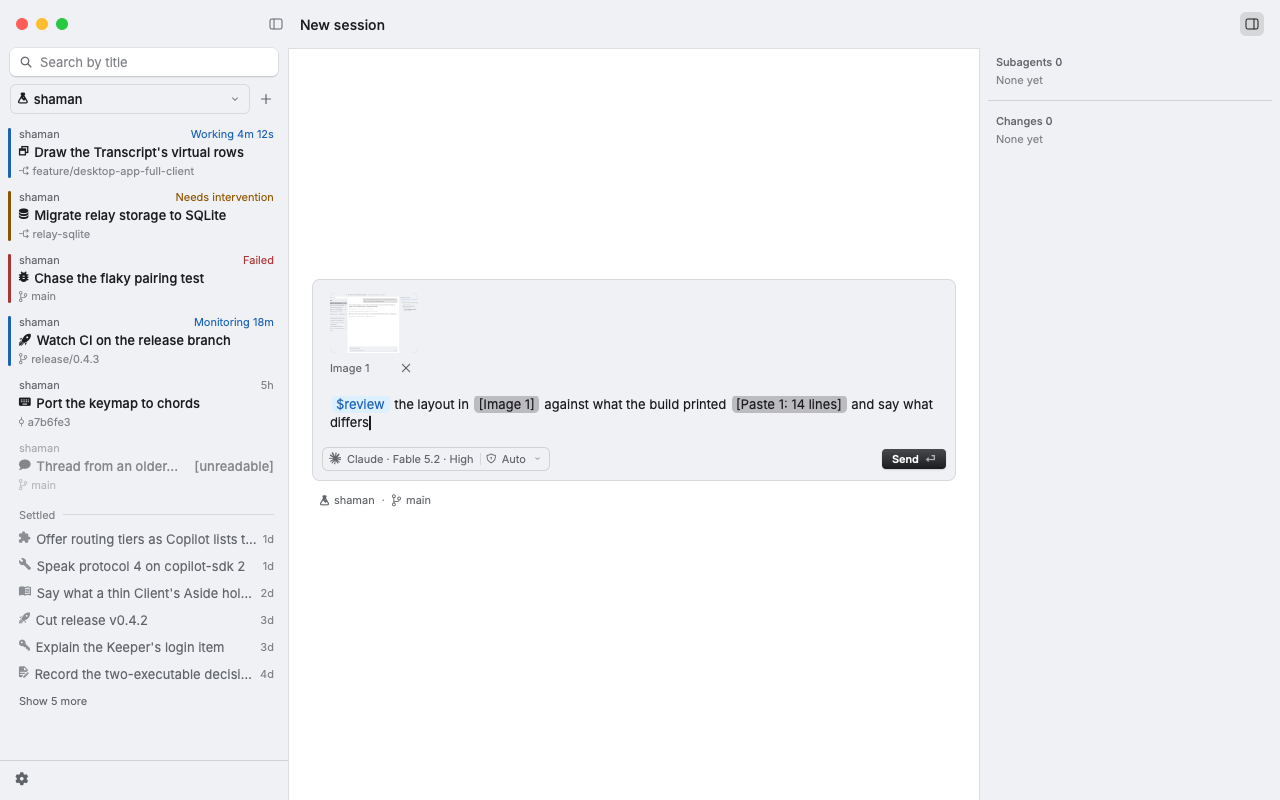 New session
Search by title
shaman
shaman Working 4m 12s
Draw the Transcript's virtual rows
feature/desktop-app-full-client
shaman Needs intervention
Migrate relay storage to SQLite
relay-sqlite
shaman Failed
Chase the flaky pairing test
main
shaman Monitoring 18m
Watch CI on the release branch
release/0.4.3
shaman 5h
Port the keymap to chords
a7b6fe3
shaman
Thread from an older... [unreadable]
main
Settled
Offer routing tiers as Copilot lists t... 1d
Speak protocol 4 on copilot-sdk 2 1d
Say what a thin Client's Aside hol... 2d
Cut release v0.4.2 3d
Explain the Keeper's login item 3d
Record the two-executable decisi... 4d
Show 5 more
Image 1
$review the layout in [Image 1] against what the build printed [Paste 1: 14 lines] and say what
differs
Claude · Fable 5.2 · High Auto
Send
shaman · main
Subagents 0
None yet
Changes 0
None yet